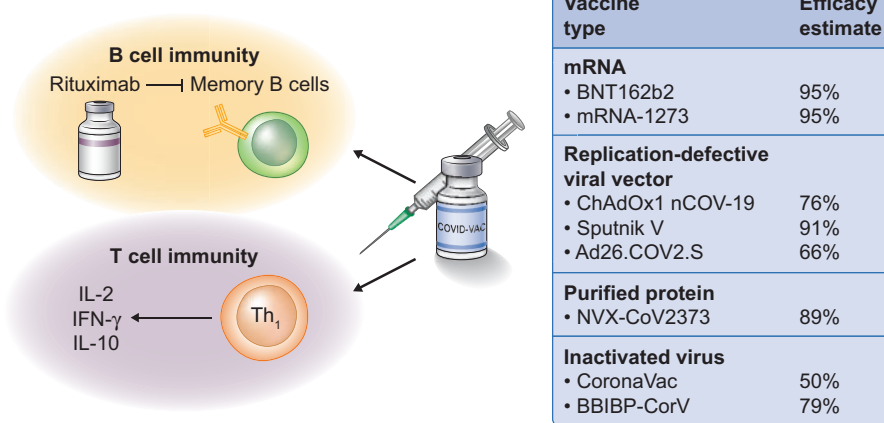 B cell immunity
Rituximab Memory B cells
COVID-VAC
T cell immunity
IL-2
IFN-γ
IL-10
Th1
Vaccine Efficacy
type estimate
mRNA
• BNT162b2 95%
• mRNA-1273 95%
Replication-defective
viral vector
• ChAdOx1 nCOV-19 76%
• Sputnik V 91%
• Ad26.COV2.S 66%
Purified protein
• NVX-CoV2373 89%
Inactivated virus
• CoronaVac 50%
• BBIBP-CorV 79%